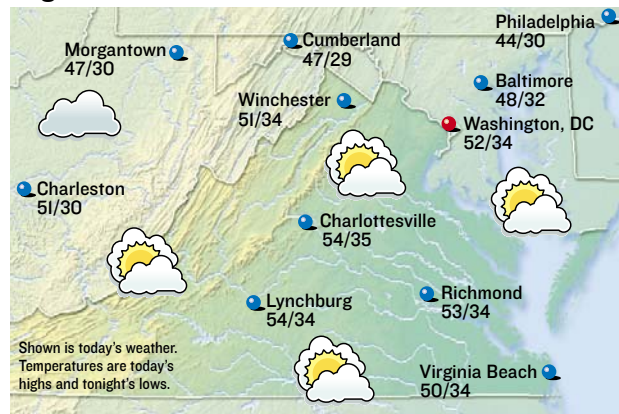 Philadelphia
44/30
Morgantown
47/30
Cumberland
47/29
Baltimore
48/32
Winchester
51/34
Washington, DC
52/34
Charleston
51/30
Charlottesville
54/35
Lynchburg
54/34
Richmond
53/34
Shown is today's weather.
Temperatures are today's
highs and tonight's lows.
Virginia Beach
50/34